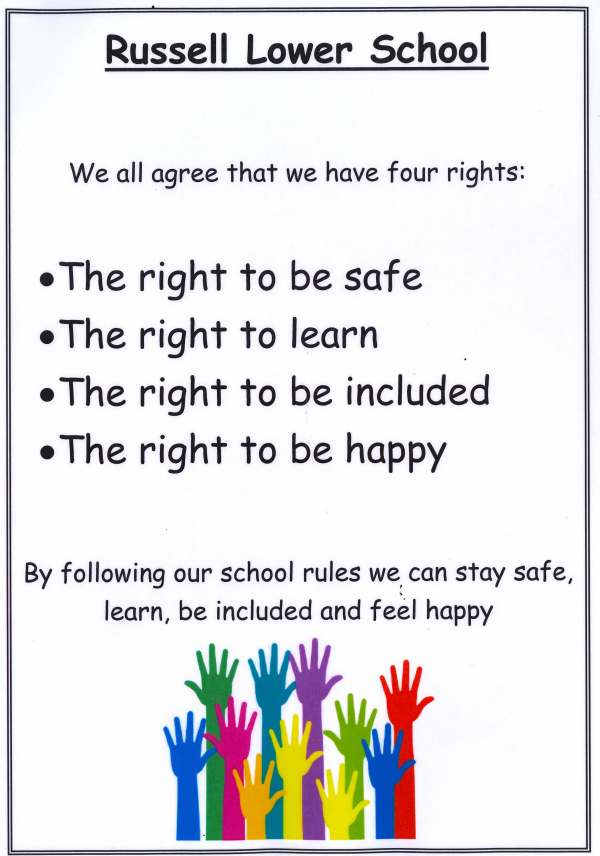 Russell Lower School
We all agree that we have four rights:
•The right to be safe
•The right to learn
•The right to be included
•The right to be happy
By following our school rules we can stay safe,
learn, be included and feel happy